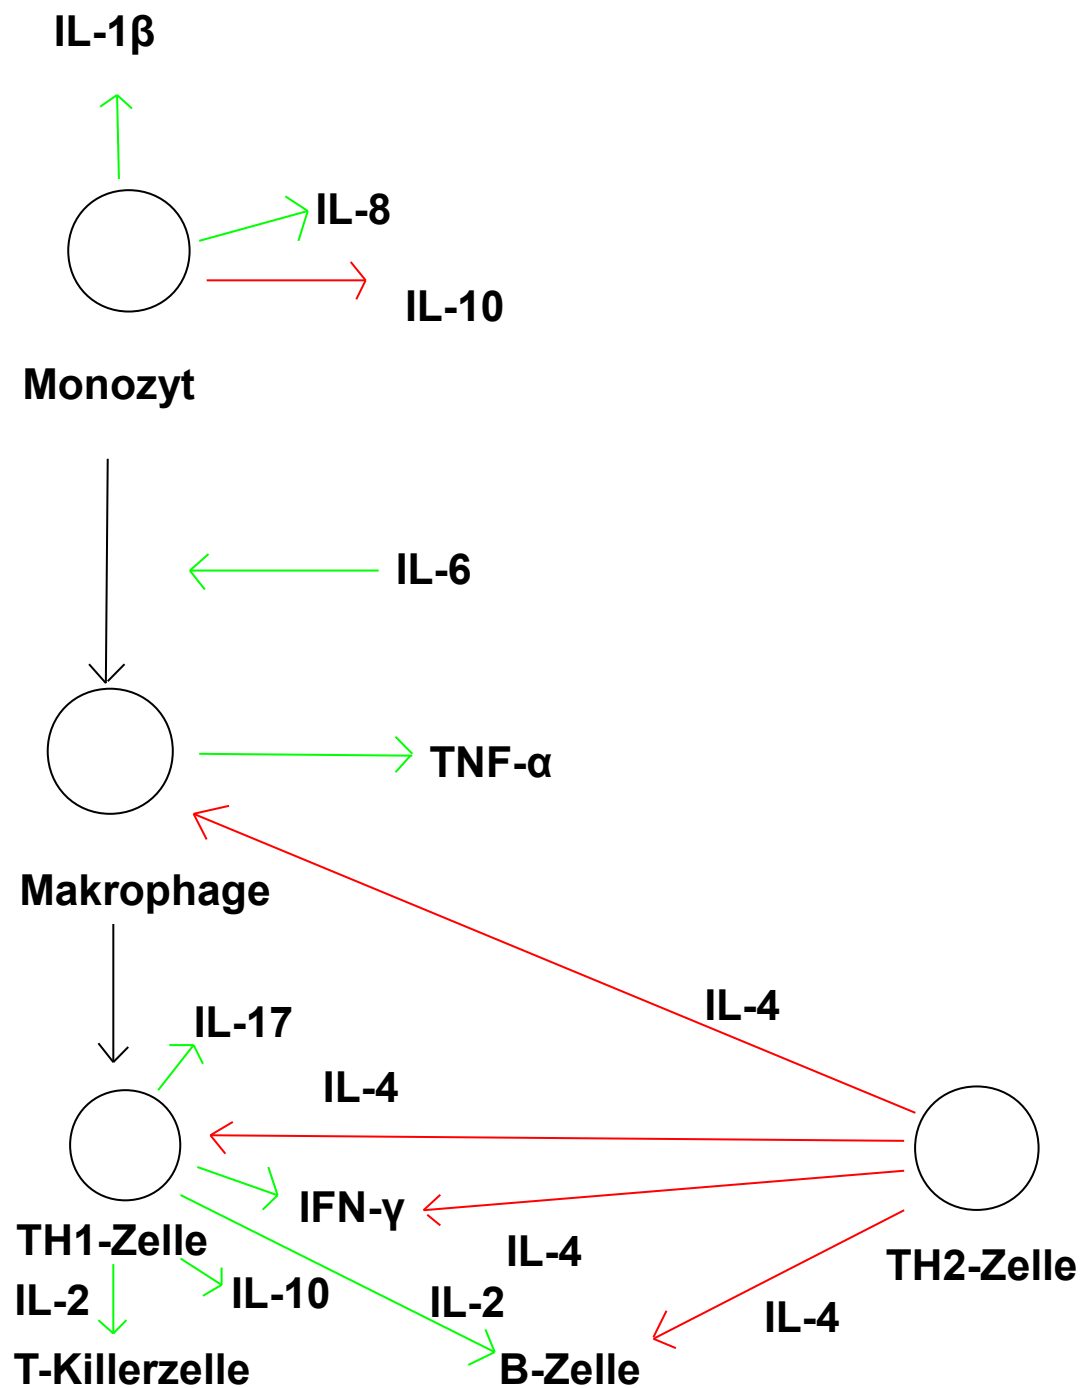 IL-1β
IL-8
IL-10
Monozyt
IL-6
TNF-α
Makrophage
IL-4
IL-17
IL-4
IFN-γ
TH1-Zelle
IL-4
TH2-Zelle
IL-2
IL-10
IL-2
IL-4
T-Killerzelle
B-Zelle